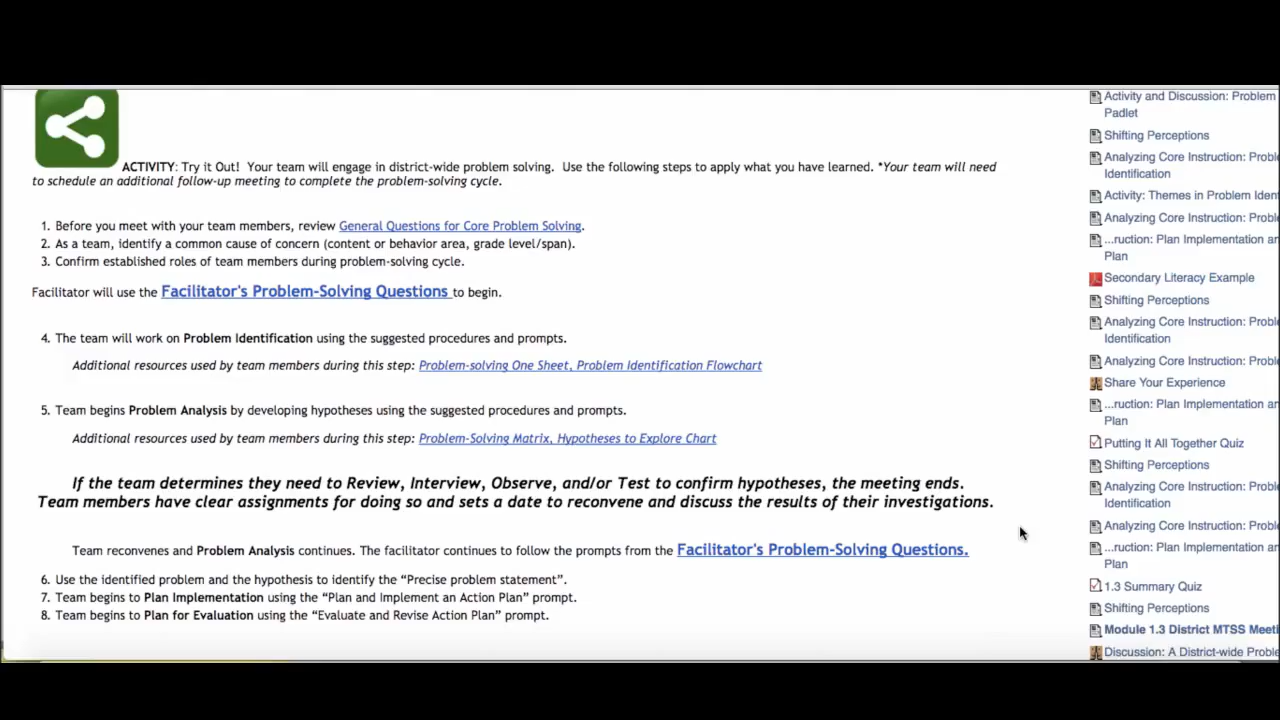 ACTIVITY: Try it Out!  Your team will engage in district-wide problem solving.  Use the following steps to apply what you have learned. *Your team will need
to schedule an additional follow-up meeting to complete the problem-solving cycle.
1. Before you meet with your team members, review General Questions for Core Problem Solving.
2. As a team, identify a common cause of concern (content or behavior area, grade level/span).
3. Confirm established roles of team members during problem-solving cycle.
Facilitator will use the Facilitator's Problem-Solving Questions to begin.
4. The team will work on Problem Identification using the suggested procedures and prompts.
Additional resources used by team members during this step: Problem-solving One Sheet, Problem Identification Flowchart
5. Team begins Problem Analysis by developing hypotheses using the suggested procedures and prompts.
Additional resources used by team members during this step: Problem-Solving Matrix, Hypotheses to Explore Chart
If the team determines they need to Review, Interview, Observe, and/or Test to confirm hypotheses, the meeting ends.
Team members have clear assignments for doing so and sets a date to reconvene and discuss the results of their investigations.
Team reconvenes and Problem Analysis continues. The facilitator continues to follow the prompts from the Facilitator's Problem-Solving Questions.
6. Use the identified problem and the hypothesis to identify the “Precise problem statement”.
7. Team begins to Plan Implementation using the “Plan and Implement an Action Plan” prompt.
8. Team begins to Plan for Evaluation using the “Evaluate and Revise Action Plan” prompt.
Activity and Discussion: Problem
Padlet
Shifting Perceptions
Analyzing Core Instruction: Probl
Identification
Activity: Themes in Problem Iden
Analyzing Core Instruction: Probl
...ruction: Plan Implementation an
Plan
Secondary Literacy Example
Shifting Perceptions
Analyzing Core Instruction: Probl
Identification
Analyzing Core Instruction: Probl
Share Your Experience
...ruction: Plan Implementation an
Plan
Putting It All Together Quiz
Shifting Perceptions
Analyzing Core Instruction: Probl
Identification
Analyzing Core Instruction: Probl
...ruction: Plan Implementation an
Plan
1.3 Summary Quiz
Shifting Perceptions
Module 1.3 District MTSS Meeti
Discussion: A District-wide Proble